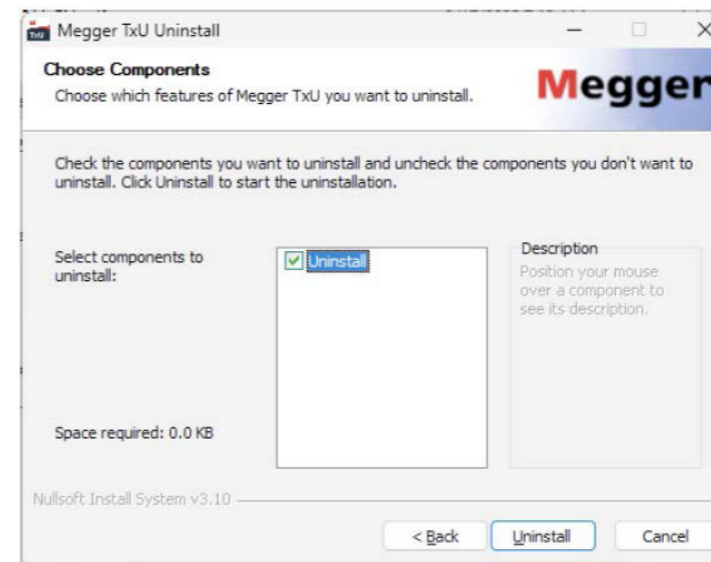 TxU
Megger TxU Uninstall
Choose Components
Choose which features of Megger TxU you want to uninstall.
Megger
Check the components you want to uninstall and uncheck the components you don't want to
uninstall. Click Uninstall to start the uninstallation.
Select components to
uninstall:
Uninstall
Description
Position your mouse
over a component to
see its description.
Space required: 0.0 KB
Nullsoft Install System v3.10
< Back
Uninstall
Cancel